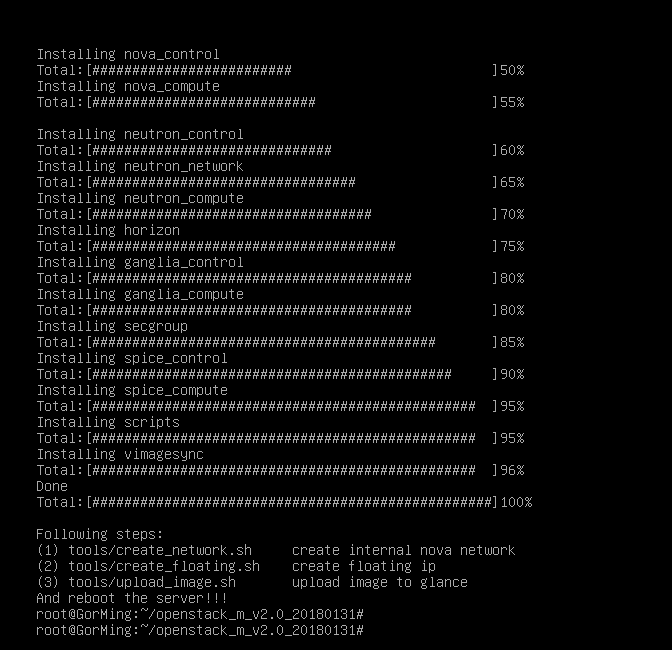 Installing nova_control
Total:[#########################                         ]50%
Installing nova_compute
Total:[############################                      ]55%
Installing neutron_control
Total:[##############################                    ]60%
Installing neutron_network
Total:[#################################                 ]65%
Installing neutron_compute
Total:[###################################               ]70%
Installing horizon
Total:[######################################            ]75%
Installing ganglia_control
Total:[########################################          ]80%
Installing ganglia_compute
Total:[########################################          ]80%
Installing secgroup
Total:[###########################################       ]85%
Installing spice_control
Total:[#############################################     ]90%
Installing spice_compute
Total:[################################################  ]95%
Installing scripts
Total:[################################################  ]95%
Installing vimagesync
Total:[################################################  ]96%
Done
Total:[##################################################]100%
Following steps:
(1) tools/create_network.sh     create internal nova network
(2) tools/create_floating.sh    create floating ip
(3) tools/upload_image.sh       upload image to glance
And reboot the server!!!
root@GorMing:~/openstack_m_v2.0_20180131#
root@GorMing:~/openstack_m_v2.0_20180131#